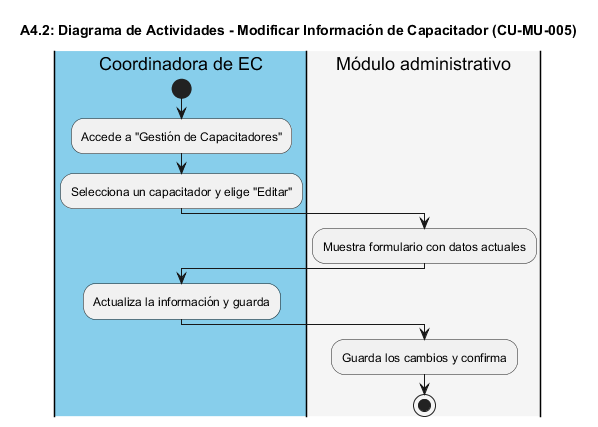 A4.2: Diagrama de Actividades - Modificar Información de Capacitador (CU-MU-005)
Coordinadora de EC
Módulo administrativo
Accede a "Gestión de Capacitadores"
Selecciona un capacitador y elige "Editar"
Muestra formulario con datos actuales
Actualiza la información y guarda
Guarda los cambios y confirma